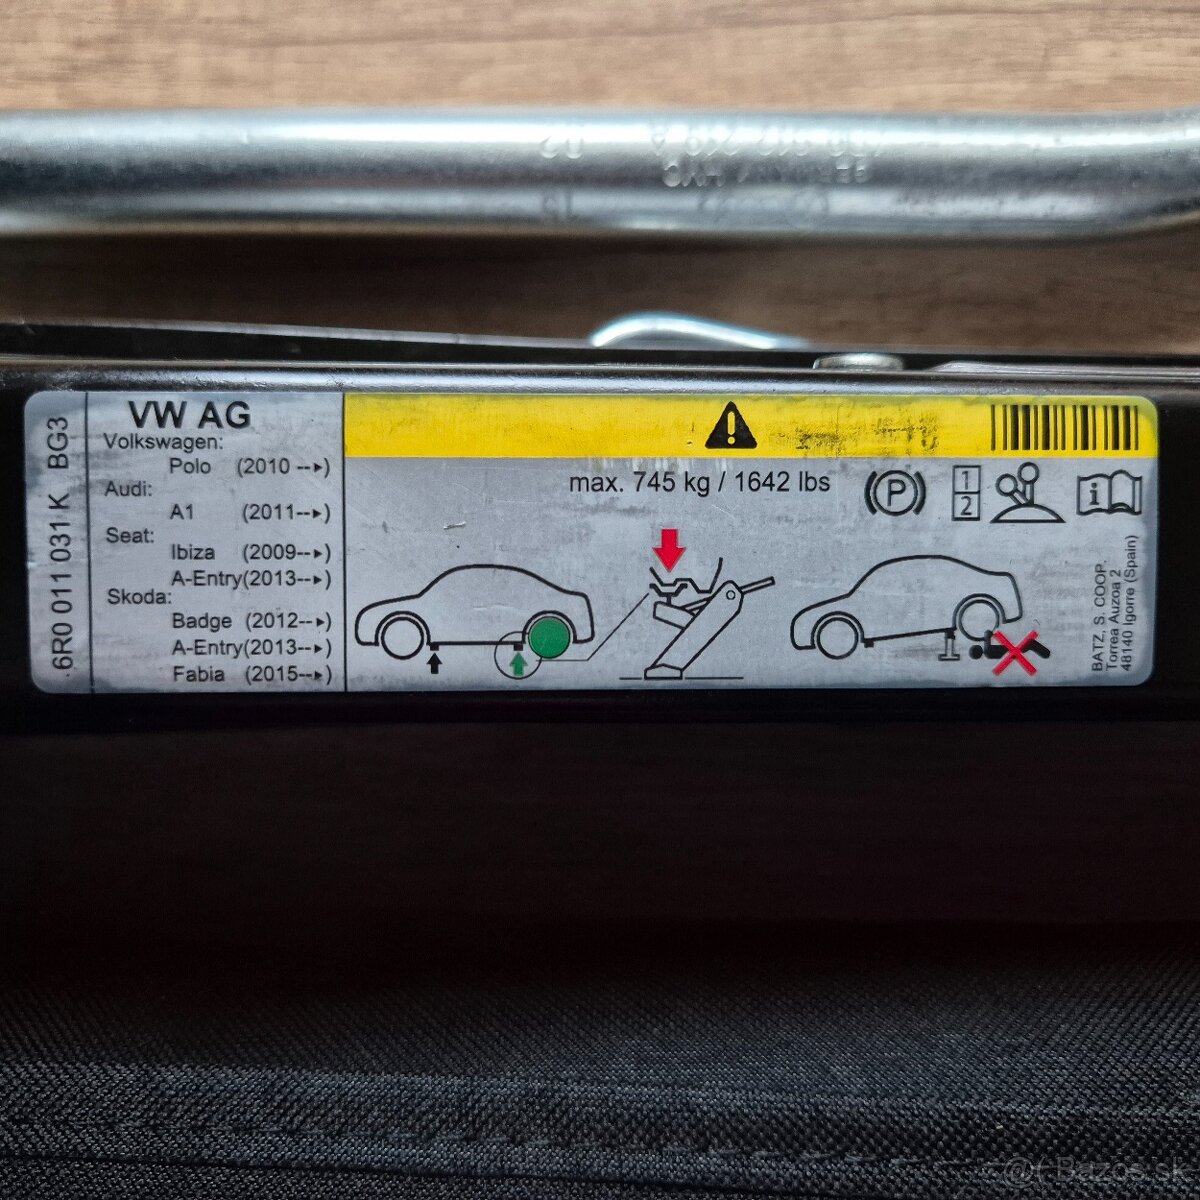 GERMANY HMO
6R0 011 031 K BG3
VW AG
Volkswagen:
Polo (2010 --▸)
Audi:
A1 (2011--▸)
Seat:
Ibiza (2009--▸)
A-Entry(2013--▸)
Skoda:
Badge (2012--▸)
A-Entry(2013--▸)
Fabia (2015--▸)
max. 745 kg / 1642 lbs
P
1
2
i
BATZ, S. COOP.
Torrea Auzoa 2
48140 Igorre (Spain)
Bazos.sk